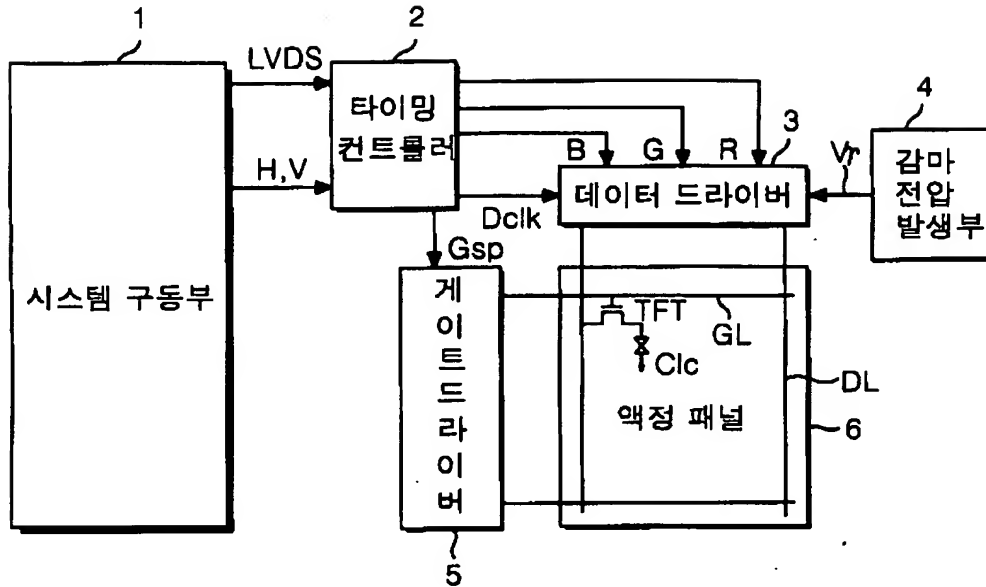 1
LVDS
H,V
시스템 구동부
2
타이밍
컨트롤러
B
G
R
3
데이터 드라이버
Dclk
Gsp
Vr
4
감마
전압
발생부
게이트드라이버
5
TFT
GL
Clc
DL
액정 패널
6